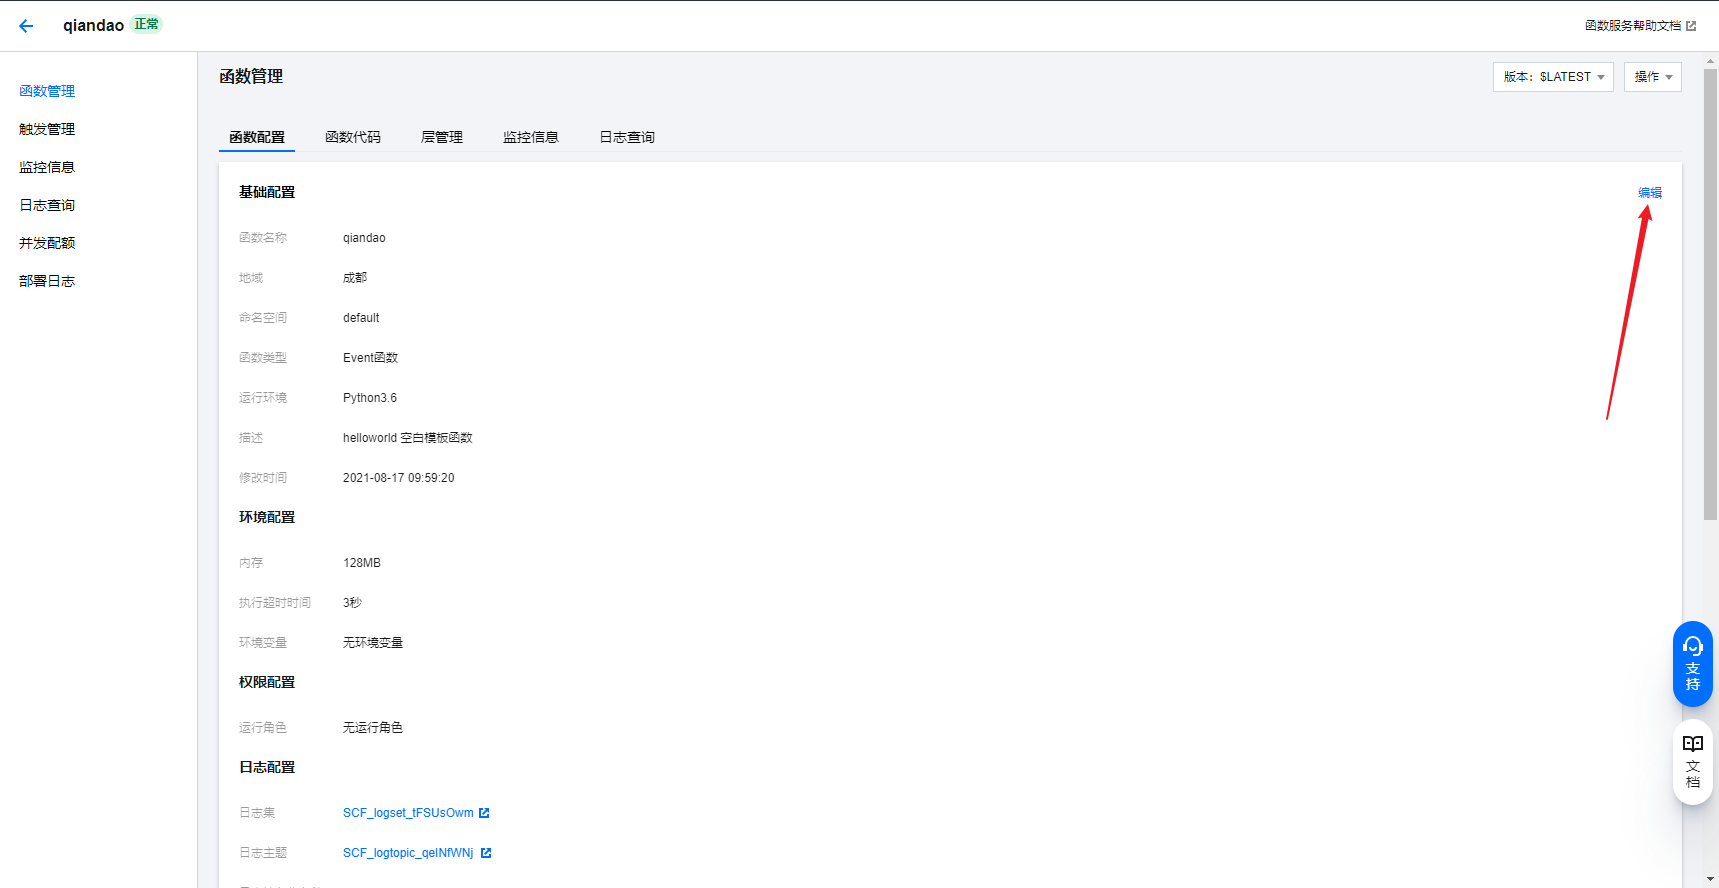 qiandao 正常
函数服务帮助文档
函数管理
触发管理
监控信息
日志查询
并发配额
部署日志
函数管理
版本：$LATEST
操作
函数配置 函数代码 层管理 监控信息 日志查询
基础配置
编辑
函数名称 qiandao
地域 成都
命名空间 default
函数类型 Event函数
运行环境 Python3.6
描述 helloworld 空白模板函数
修改时间 2021-08-17 09:59:20
环境配置
内存 128MB
执行超时时间 3秒
环境变量 无环境变量
权限配置
运行角色 无运行角色
日志配置
日志集 SCF_logset_tFSUsOwm
日志主题 SCF_logtopic_qeINfWNj
支持
文档